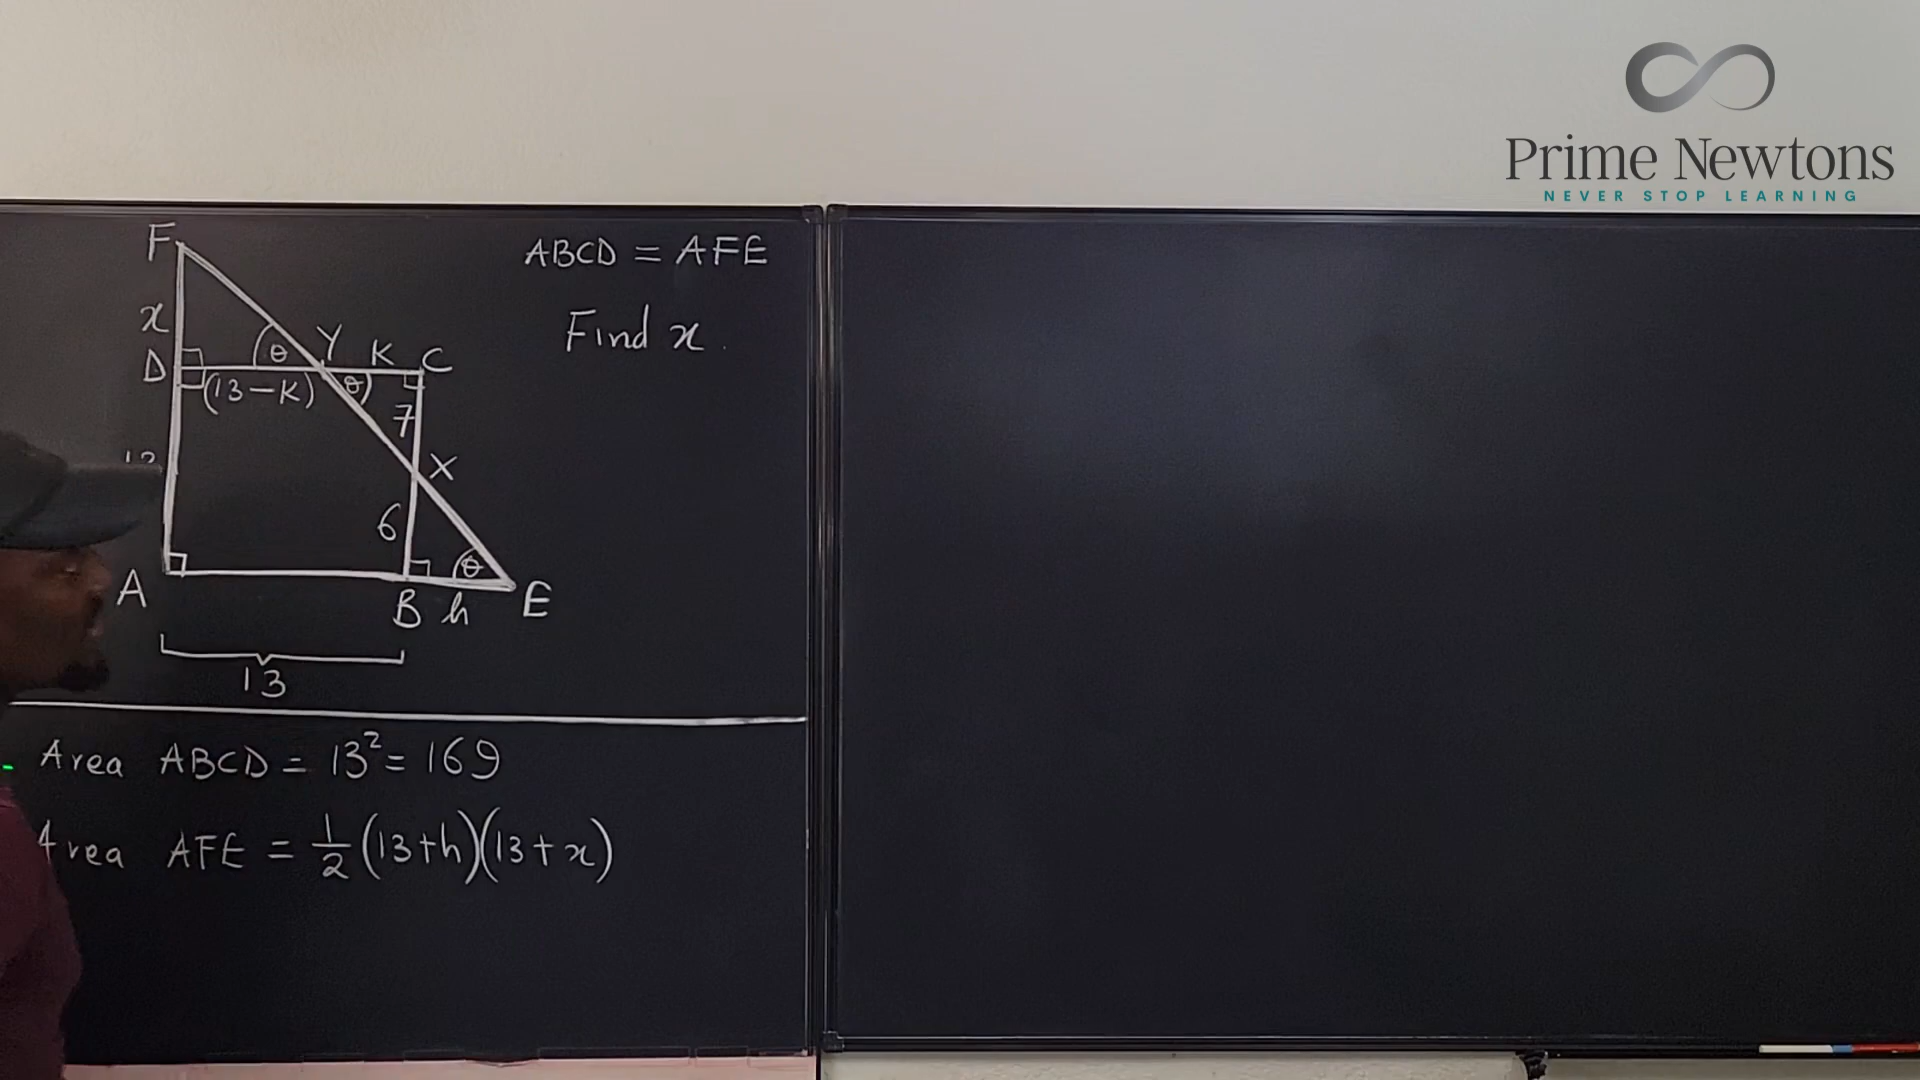 Prime Newtons
NEVER STOP LEARNING
F
ABCD = AFE
x
Find x.
θ
Y
K
C
D
(13-K)
θ
7
X
6
θ
A
B
h
E
13
Area ABCD = 13² = 169
Area AFE = 1/2 (13+h)(13+x)